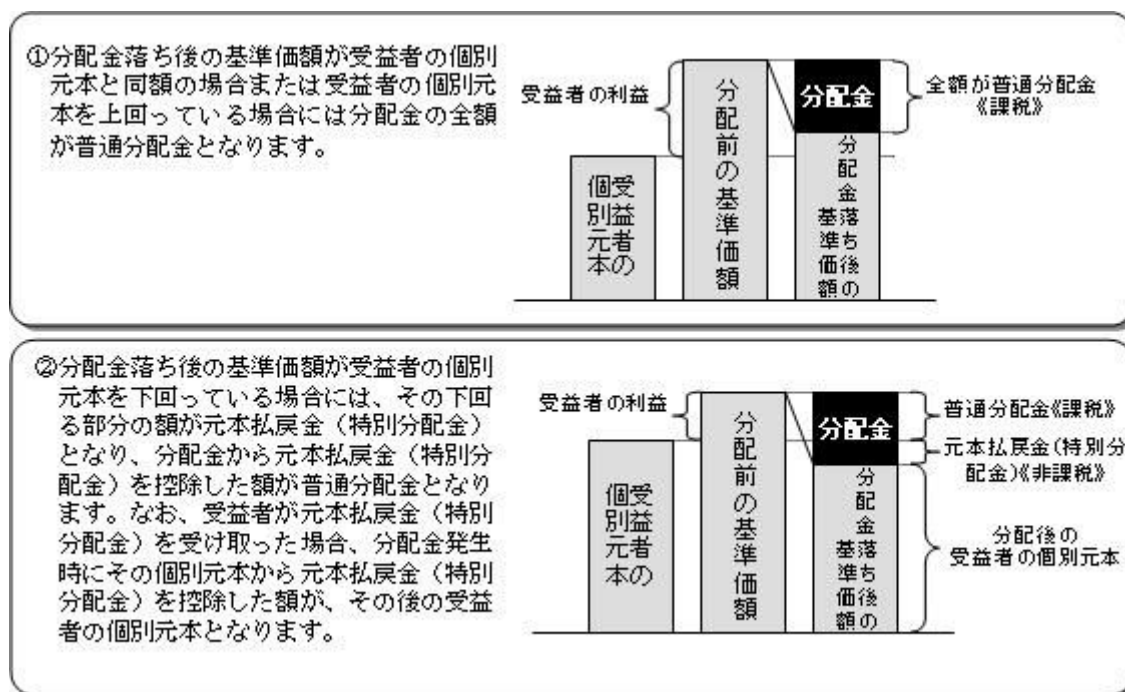 ①分配金落ち後の基準価額が受益者の個別
元本と同額の場合または受益者の個別元
本を上回っている場合には分配金の全額
が普通分配金となります。
受益者の利益
個別元本
受益者の
分配前の基準価額
分配金
分配金落ち後の
基準価額
全額が普通分配金
《課税》
②分配金落ち後の基準価額が受益者の個別
元本を下回っている場合には、その下回
る部分の額が元本払戻金（特別分配金）
となり、分配金から元本払戻金（特別分
配金）を控除した額が普通分配金となり
ます。なお、受益者が元本払戻金（特別
分配金）を受け取った場合、分配金発生
時にその個別元本から元本払戻金（特別
分配金）を控除した額が、その後の受益
者の個別元本となります。
受益者の利益
受益者の
個別元本
分配前の基準価額
分配金
分配金落ち後の
基準価額
普通分配金《課税》
元本払戻金(特別分
配金)《非課税》
分配後の
受益者の個別元本